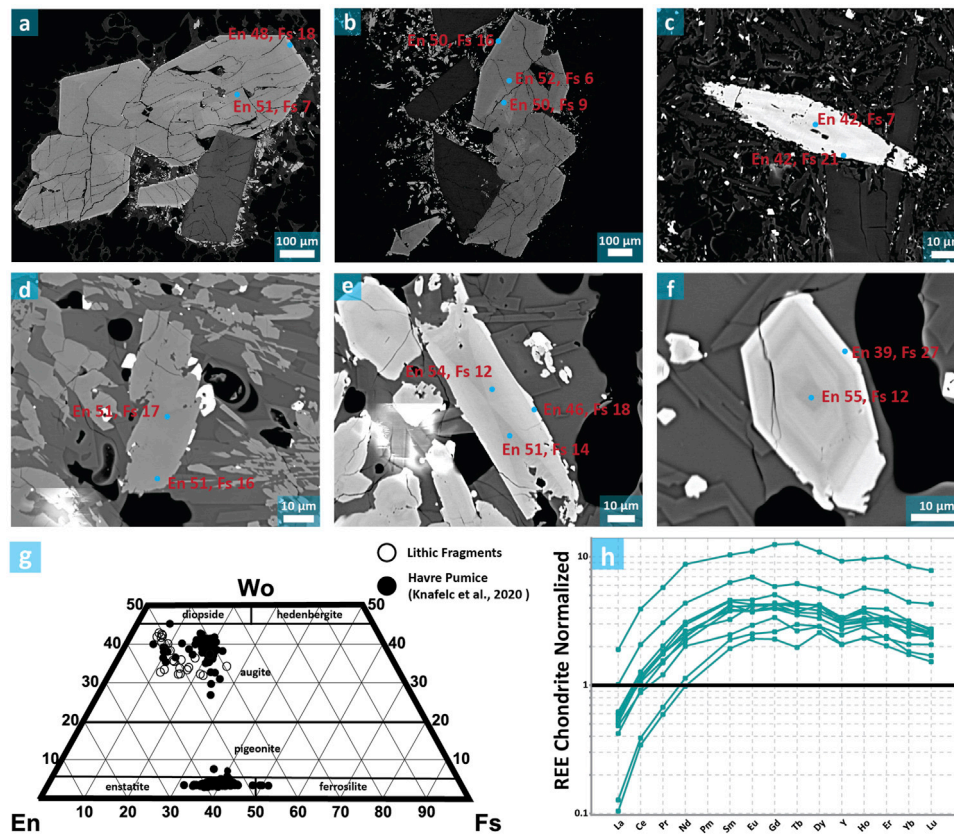 a
En 48, Fs 18
En 51, Fs 7
100 µm
b
En 50, Fs 16
En 52, Fs 6
En 50, Fs 9
100 µm
c
En 42, Fs 7
En 42, Fs 21
10 µm
d
En 51, Fs 17
En 51, Fs 16
10 µm
e
En 54, Fs 12
En 46, Fs 18
En 51, Fs 14
10 µm
f
En 39, Fs 27
En 55, Fs 12
10 µm
g
Lithic Fragments
Havre Pumice
(Knafelc et al., 2020 )
Wo
50 diopside hedenbergite 50
40 40
augite
30 30
20 20
pigeonite
10 10
enstatite ferrosilite
10 20 30 40 50 60 70 80 90
En Fs
h
REE Chondrite Normalized
10
1
0.1
La Ce Pr Nd Pm Sm Eu Gd Tb Dy Y Ho Er Yb Lu